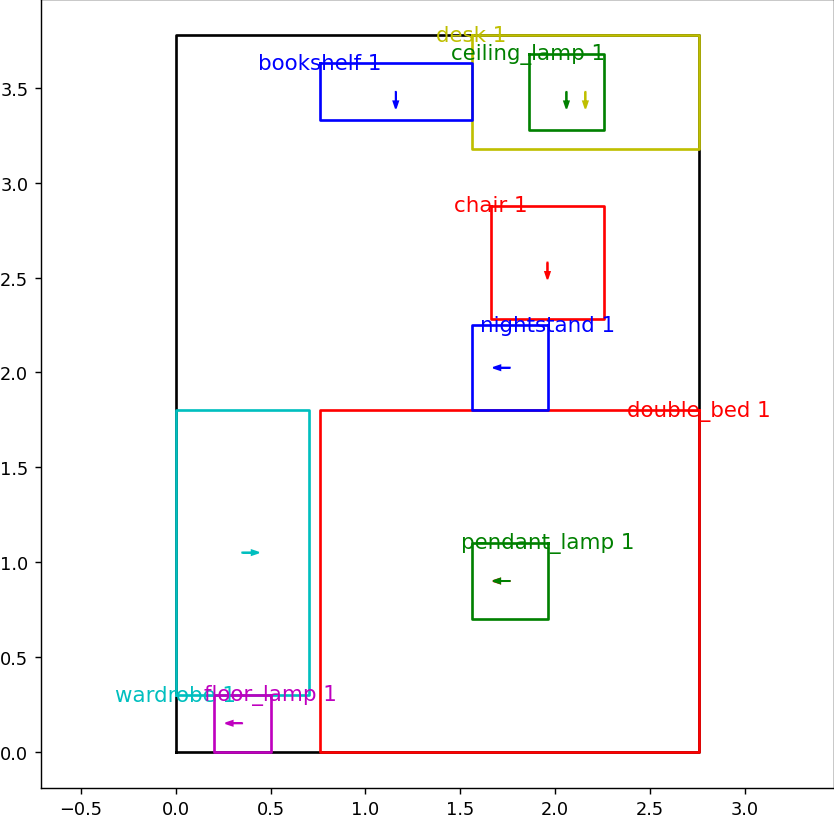 desk 1
ceiling_lamp 1
bookshelf 1
3.5
3.0
chair 1
2.5
nightstand 1
2.0
double_bed 1
1.5
pendant_lamp 1
1.0
0.5
wardrobe 1
floor_lamp 1
0.0
−0.5 0.0 0.5 1.0 1.5 2.0 2.5 3.0